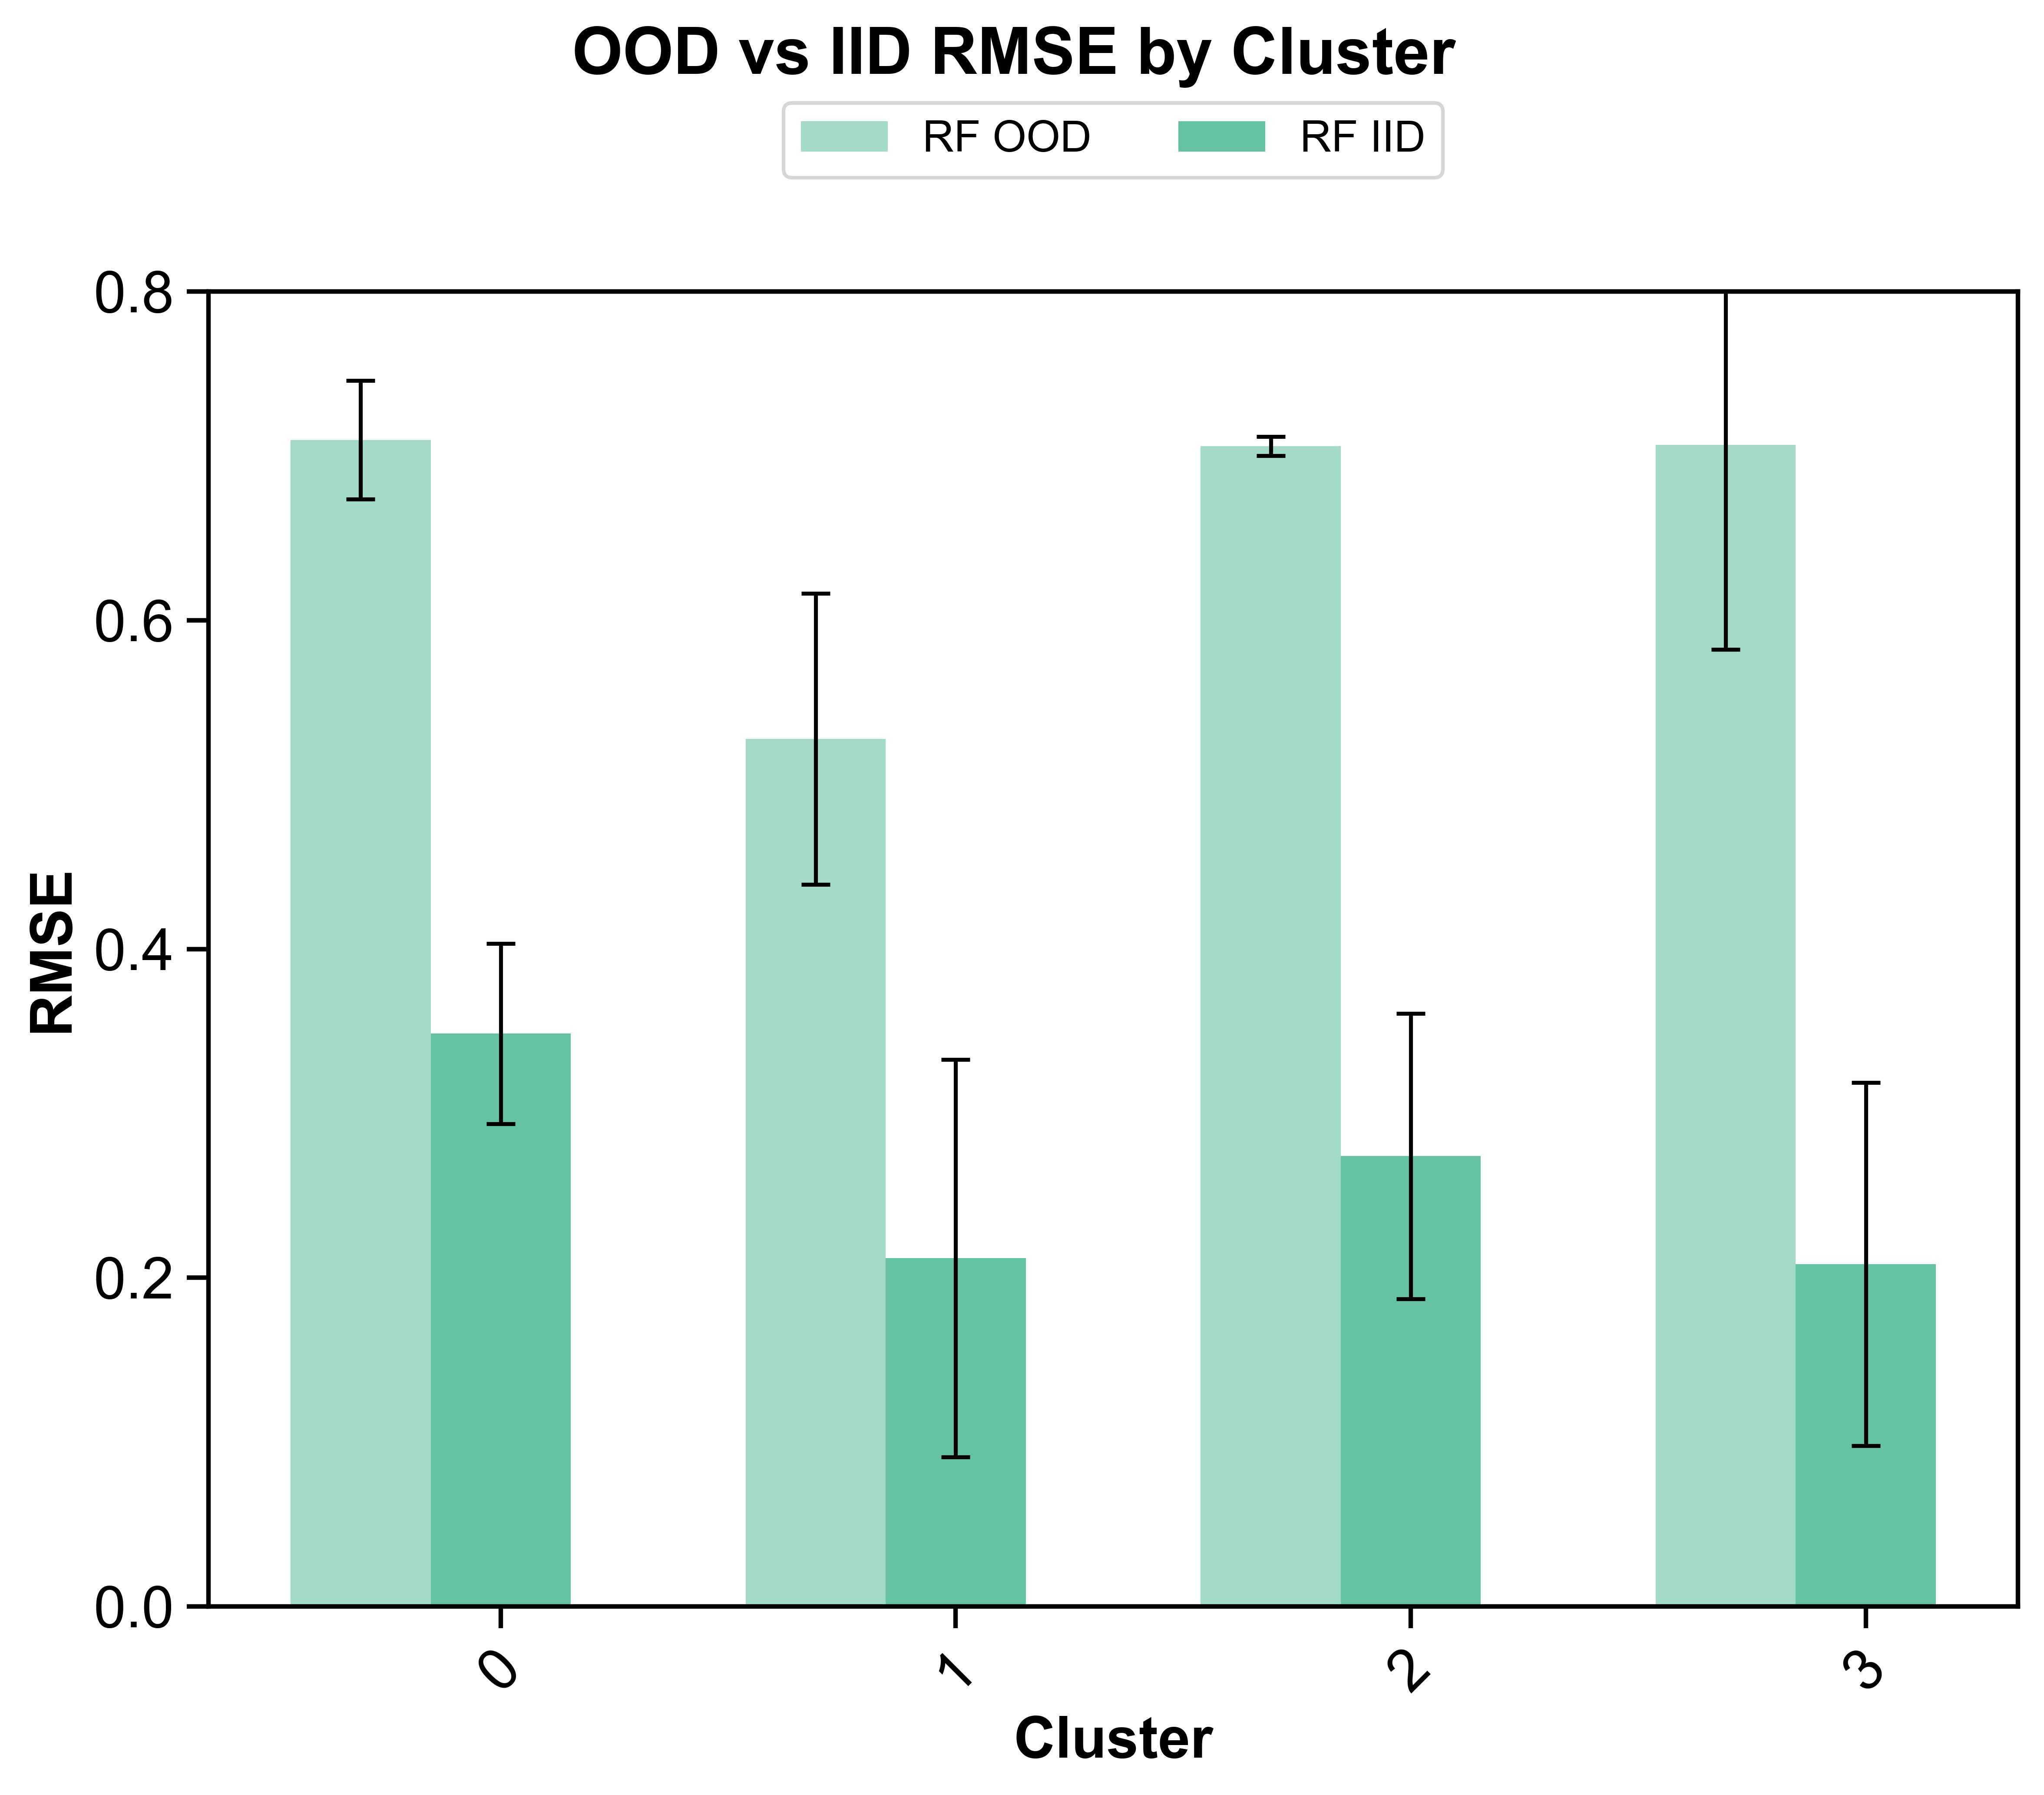 OOD vs IID RMSE by Cluster
RF OOD RF IID
0.8
0.6
0.4
0.2
0.0
RMSE
0 1 2 3
Cluster